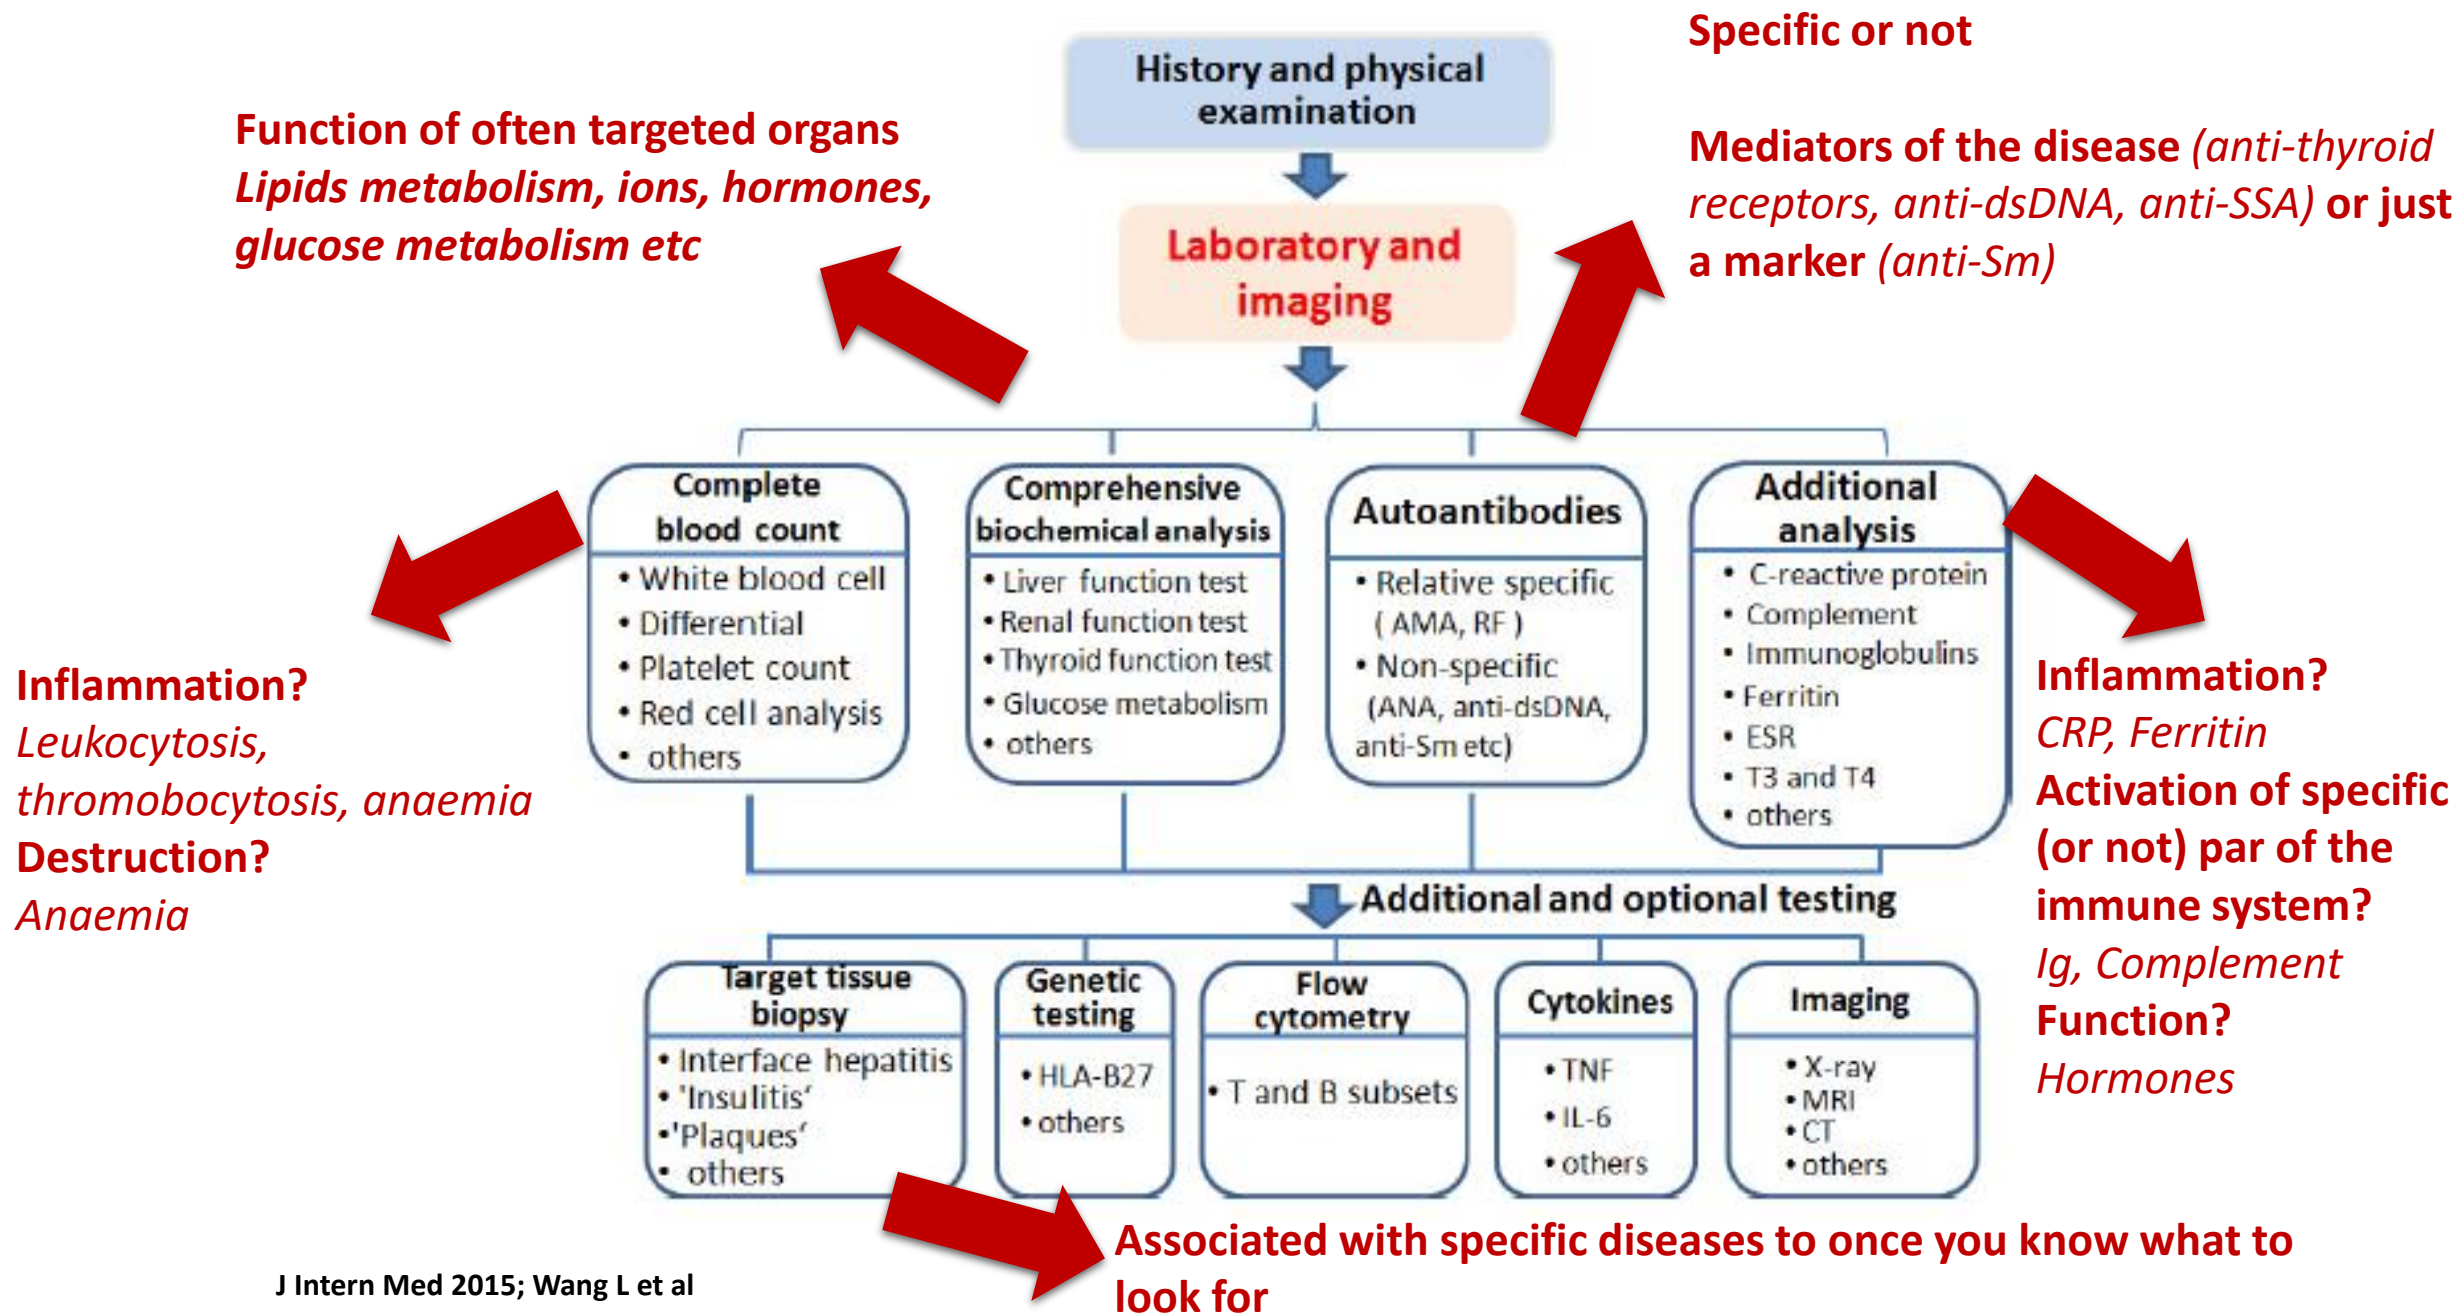 Specific or not
Mediators of the disease (anti-thyroid
receptors, anti-dsDNA, anti-SSA) or just
a marker (anti-Sm)
History and physical
examination
Function of often targeted organs
Lipids metabolism, ions, hormones,
glucose metabolism etc
Laboratory and
imaging
Complete
blood count
• White blood cell
• Differential
• Platelet count
• Red cell analysis
• others
Comprehensive
biochemical analysis
• Liver function test
• Renal function test
• Thyroid function test
• Glucose metabolism
• others
Autoantibodies
• Relative specific
( AMA, RF )
• Non-specific
(ANA, anti-dsDNA,
anti-Sm etc)
Additional
analysis
• C-reactive protein
• Complement
• Immunoglobulins
• Ferritin
• ESR
• T3 and T4
• others
Inflammation?
Leukocytosis,
thromobocytosis, anaemia
Destruction?
Anaemia
Inflammation?
CRP, Ferritin
Activation of specific
(or not) par of the
immune system?
Ig, Complement
Function?
Hormones
Additional and optional testing
Target tissue
biopsy
• Interface hepatitis
• 'Insulitis‘
•'Plaques‘
• others
Genetic
testing
• HLA-B27
• others
Flow
cytometry
• T and B subsets
Cytokines
• TNF
• IL-6
• others
Imaging
• X-ray
• MRI
• CT
• others
Associated with specific diseases to once you know what to
look for
J Intern Med 2015; Wang L et al